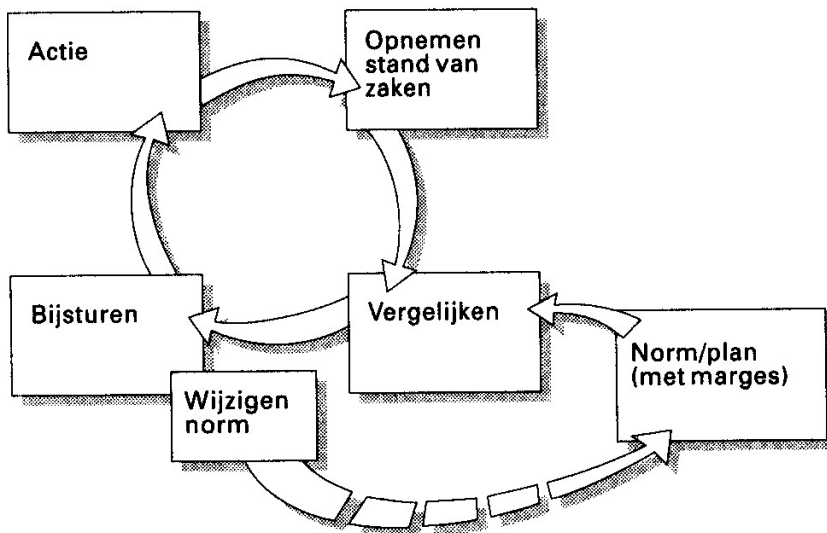 Actie
Opnemen
stand van
zaken
Bijsturen
Vergelijken
Norm/plan
(met marges)
Wijzigen
norm